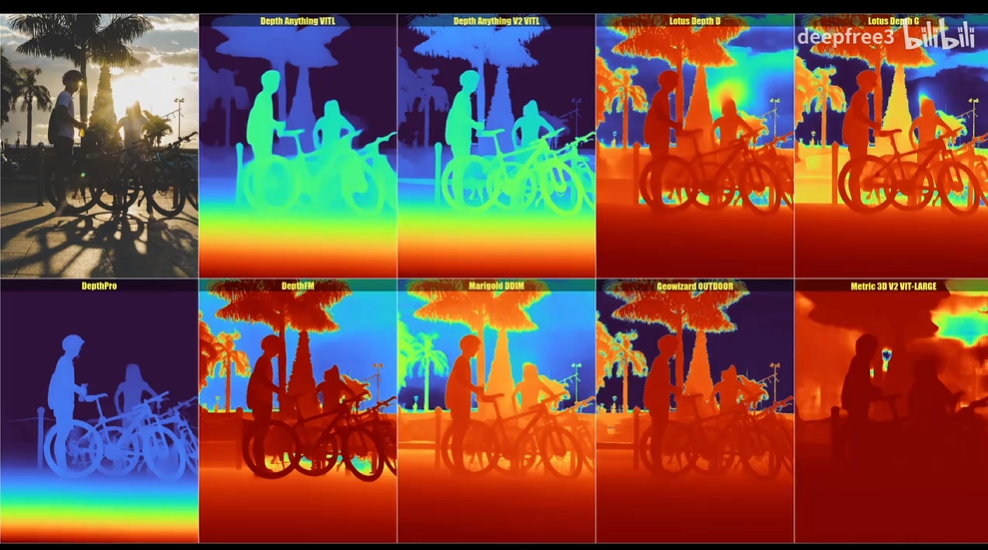 Depth Anything VITL
Depth Anything V2 VITL
Lotus Depth D
Lotus Depth G
deepfree3 bilibili
DepthPro
DepthFM
Marigold DDIM
Geowizard OUTDOOR
Metric 3D V2 VIT-LARGE